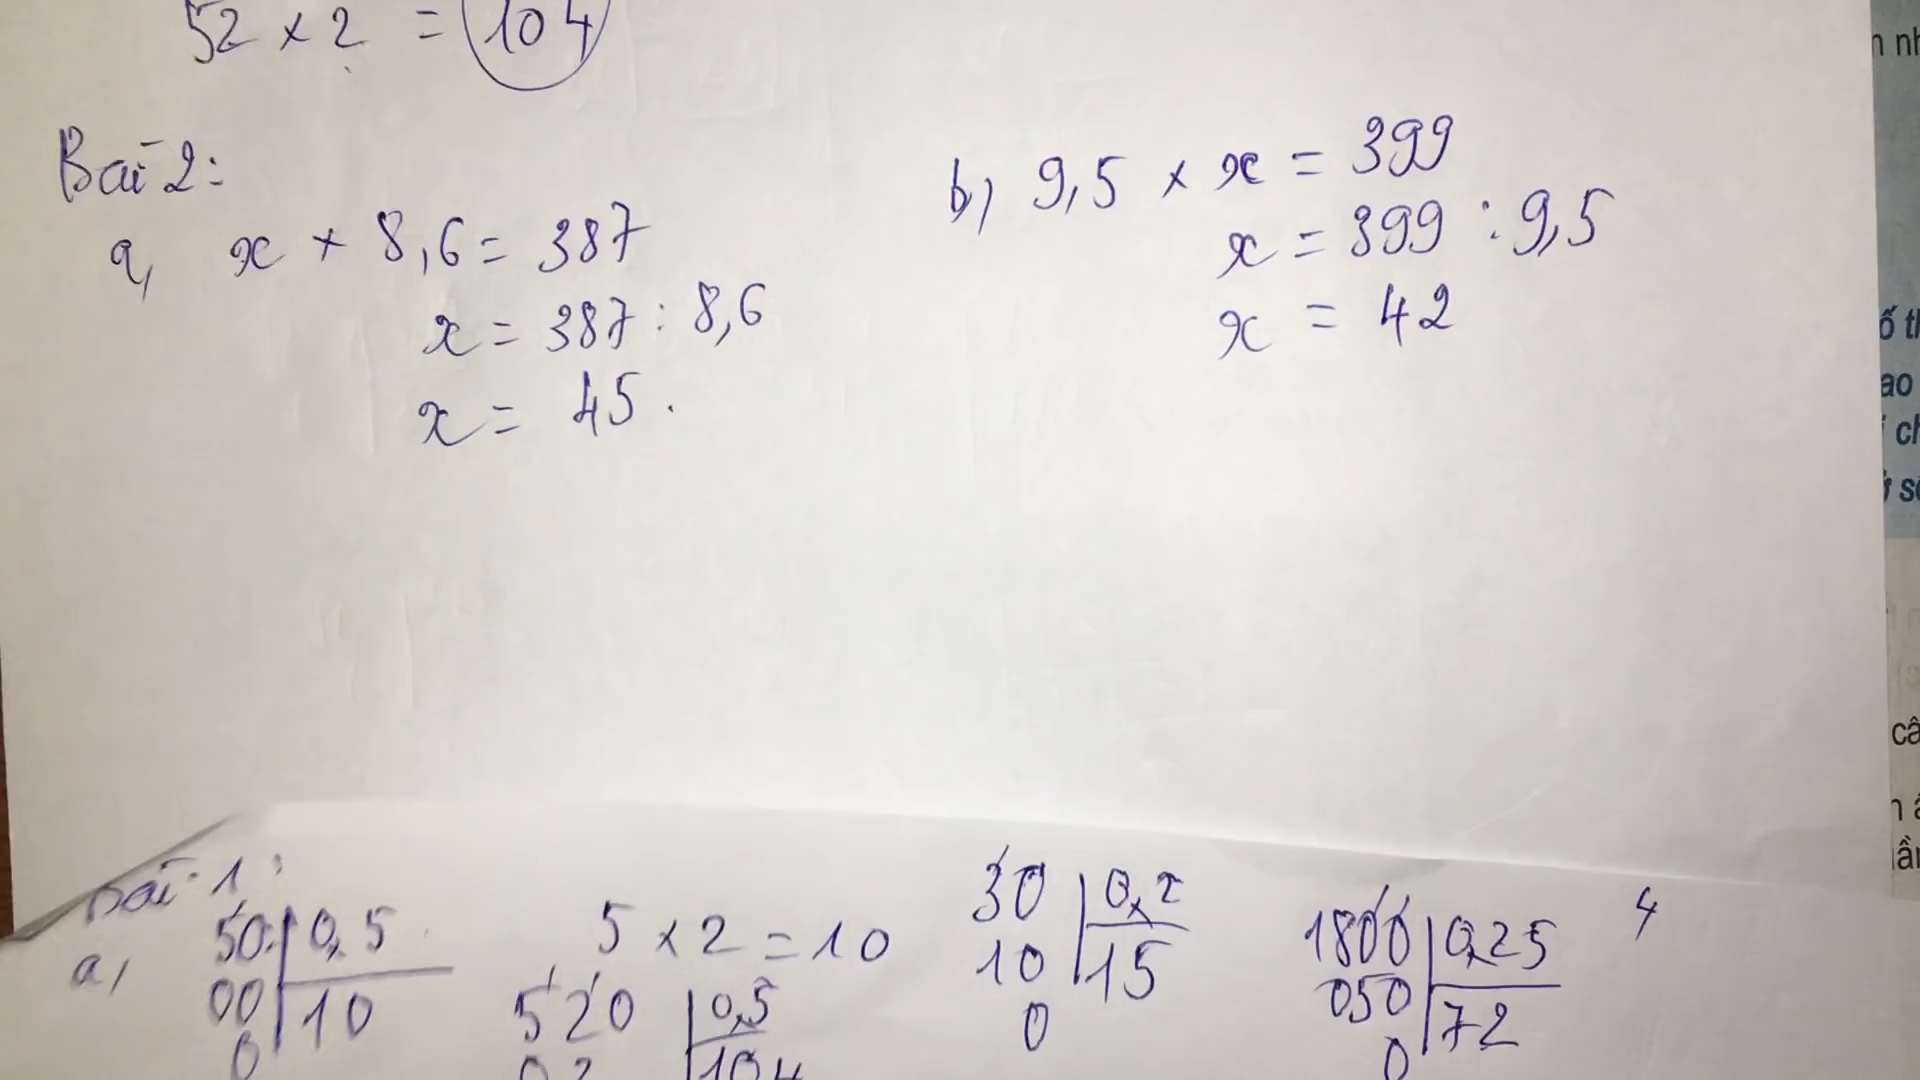 52 × 2 = 104
Bài 2:
a, x × 8,6 = 387
x = 387 : 8,6
x = 45.
b) 9,5 × x = 399
x = 399 : 9,5
x = 42
Bài 1:
a, 50 0,5
00 10
0
5 × 2 = 10
520 0,5
02 104
30 0,2
10 15
0
1800 0,25
050 72
0
4